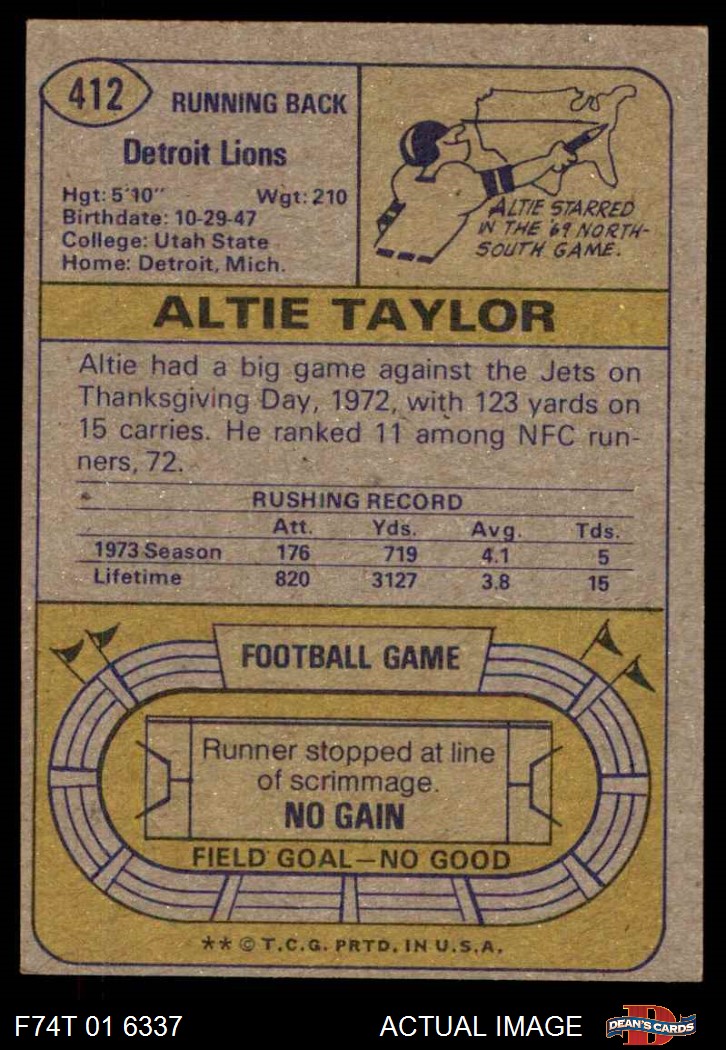 412
RUNNING BACK
Detroit Lions
Hgt: 5'10" Wgt: 210
Birthdate: 10-29-47
College: Utah State
Home: Detroit, Mich.
ALTIE STARRED
IN THE '69 NORTH-
SOUTH GAME.
ALTIE TAYLOR
Altie had a big game against the Jets on
Thanksgiving Day, 1972, with 123 yards on
15 carries. He ranked 11 among NFC run-
ners, 72.
RUSHING RECORD
Att. Yds. Avg. Tds.
1973 Season 176 719 4.1 5
Lifetime 820 3127 3.8 15
FOOTBALL GAME
Runner stopped at line
of scrimmage.
NO GAIN
FIELD GOAL—NO GOOD
** © T.C.G. PRTD. IN U.S.A.
F74T 01 6337 ACTUAL IMAGE D DEAN'S CARDS